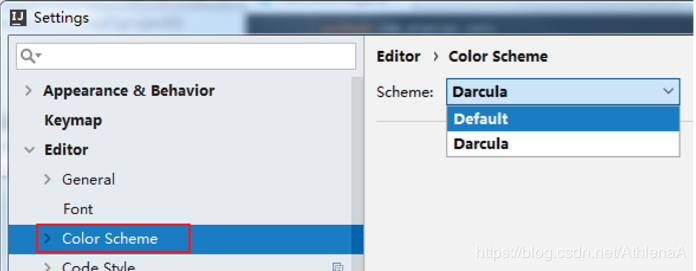 IJ Settings
Editor › Color Scheme
Appearance & Behavior
Scheme: Darcula
Keymap
Default
Editor
Darcula
General
Font
Color Scheme
Code Style
https://blog.csdn.net/AthlenaA